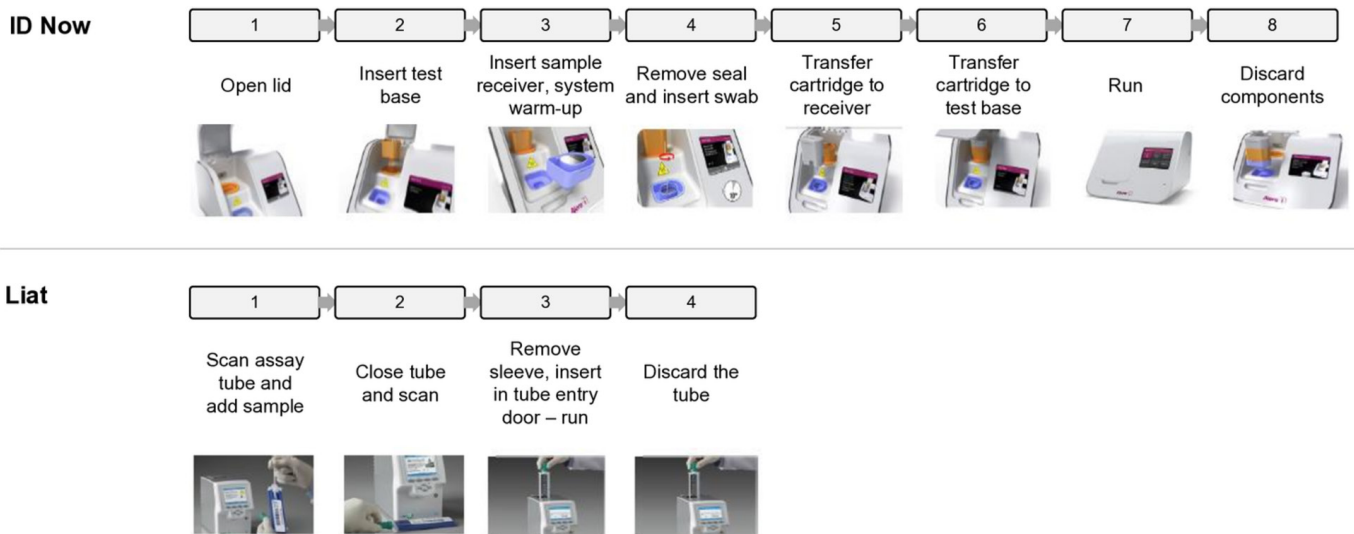 ID Now
1
2
3
4
5
6
7
8
Open lid
Insert test
base
Insert sample
receiver, system
warm-up
Remove seal
and insert swab
Transfer
cartridge to
receiver
Transfer
cartridge to
test base
Run
Discard
components
Liat
1
2
3
4
Scan assay
tube and
add sample
Close tube
and scan
Remove
sleeve, insert
in tube entry
door – run
Discard the
tube